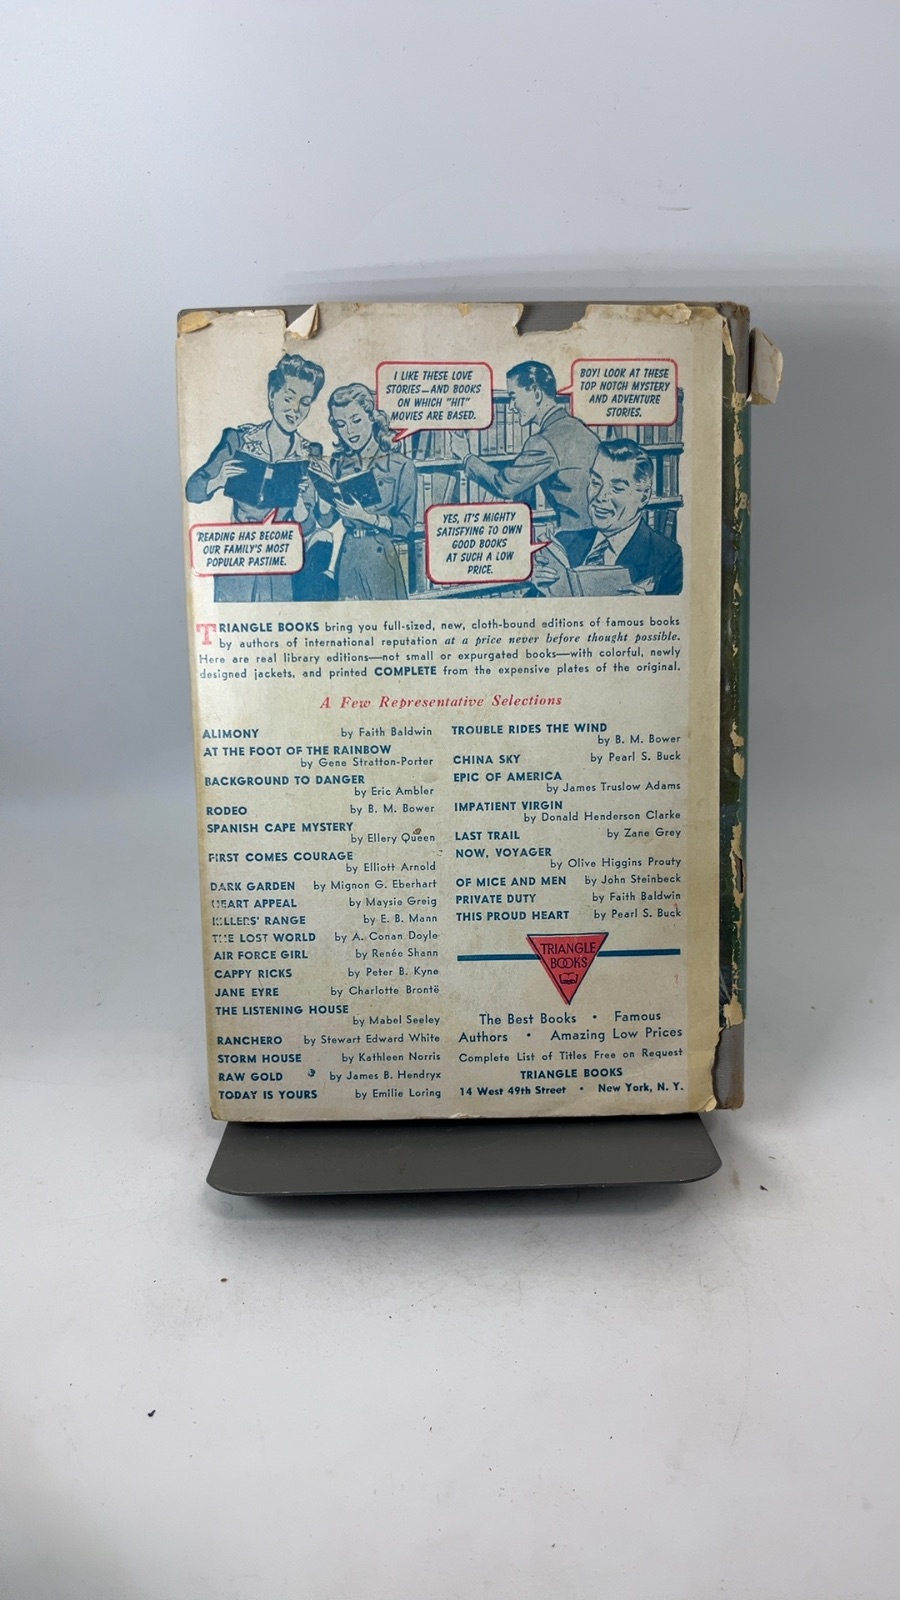 I LIKE THESE LOVE
STORIES—AND BOOKS
ON WHICH "HIT"
MOVIES ARE BASED.
BOY! LOOK AT THESE
TOP NOTCH MYSTERY
AND ADVENTURE
STORIES.
READING HAS BECOME
OUR FAMILY'S MOST
POPULAR PASTIME.
YES, IT'S MIGHTY
SATISFYING TO OWN
GOOD BOOKS
AT SUCH A LOW
PRICE.
TRIANGLE BOOKS bring you full-sized, new, cloth-bound editions of famous books
by authors of international reputation at a price never before thought possible.
Here are real library editions—not small or expurgated books—with colorful, newly
designed jackets, and printed COMPLETE from the expensive plates of the original.
A Few Representative Selections
ALIMONY by Faith Baldwin
AT THE FOOT OF THE RAINBOW
by Gene Stratton-Porter
BACKGROUND TO DANGER
by Eric Ambler
RODEO by B. M. Bower
SPANISH CAPE MYSTERY
by Ellery Queen
FIRST COMES COURAGE
by Elliott Arnold
DARK GARDEN by Mignon G. Eberhart
HEART APPEAL by Maysie Greig
KILLERS' RANGE by E. B. Mann
THE LOST WORLD by A. Conan Doyle
AIR FORCE GIRL by Renée Shann
CAPPY RICKS by Peter B. Kyne
JANE EYRE by Charlotte Brontë
THE LISTENING HOUSE
by Mabel Seeley
RANCHERO by Stewart Edward White
STORM HOUSE by Kathleen Norris
RAW GOLD by James B. Hendryx
TODAY IS YOURS by Emilie Loring
TROUBLE RIDES THE WIND
by B. M. Bower
CHINA SKY by Pearl S. Buck
EPIC OF AMERICA
by James Truslow Adams
IMPATIENT VIRGIN
by Donald Henderson Clarke
LAST TRAIL by Zane Grey
NOW, VOYAGER
by Olive Higgins Prouty
OF MICE AND MEN by John Steinbeck
PRIVATE DUTY by Faith Baldwin
THIS PROUD HEART by Pearl S. Buck
TRIANGLE
BOOKS
The Best Books • Famous
Authors • Amazing Low Prices
Complete List of Titles Free on Request
TRIANGLE BOOKS
14 West 49th Street • New York, N. Y.